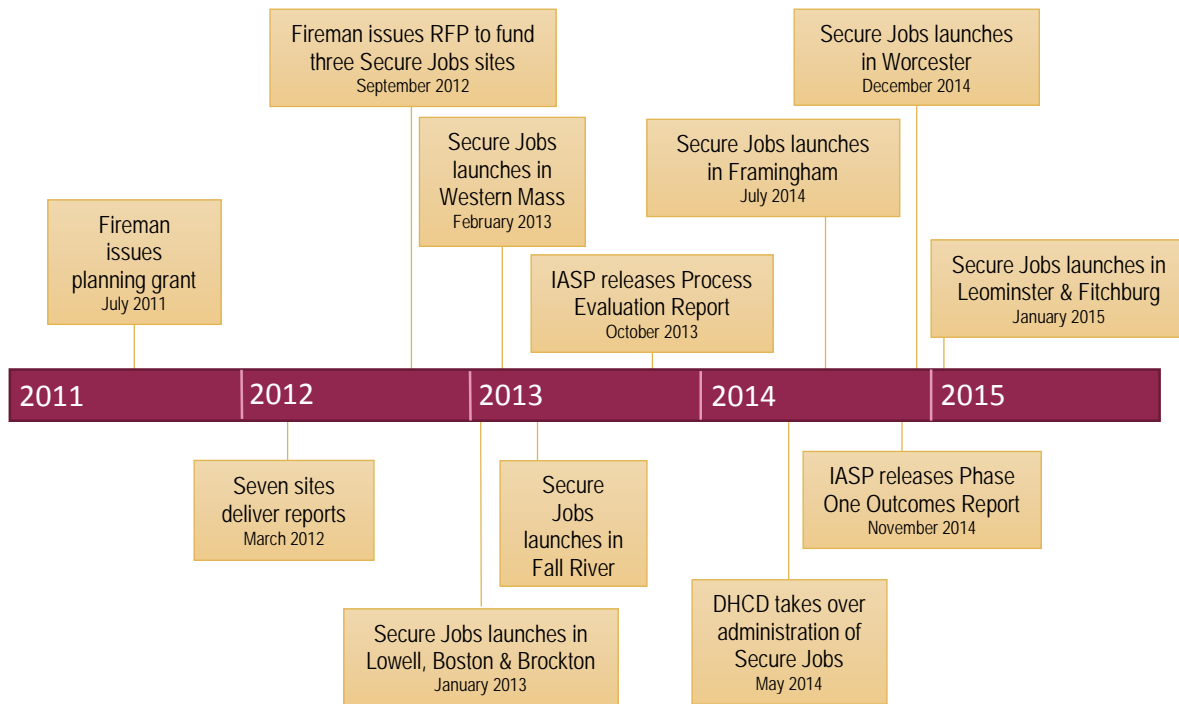 Fireman issues RFP to fund
three Secure Jobs sites
September 2012
Secure Jobs launches
in Worcester
December 2014
Secure Jobs
launches in
Western Mass
February 2013
Secure Jobs launches
in Framingham
July 2014
Fireman
issues
planning grant
July 2011
IASP releases Process
Evaluation Report
October 2013
Secure Jobs launches in
Leominster & Fitchburg
January 2015
2011
2012
2013
2014
2015
Seven sites
deliver reports
March 2012
Secure
Jobs
launches in
Fall River
IASP releases Phase
One Outcomes Report
November 2014
Secure Jobs launches in
Lowell, Boston & Brockton
January 2013
DHCD takes over
administration of
Secure Jobs
May 2014